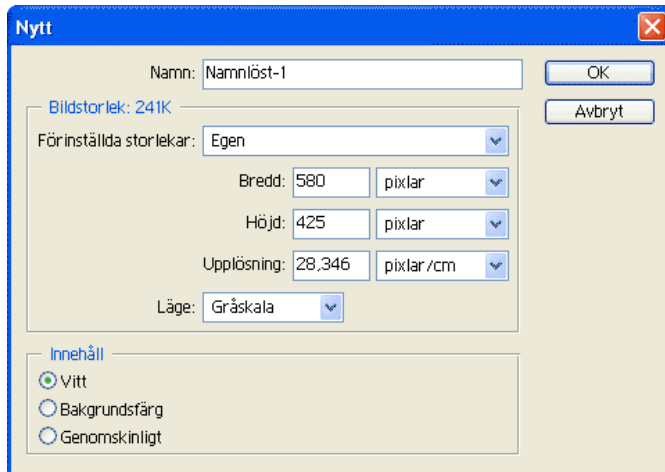 Nytt
Namn: Namnlöst-1
OK
Bildstorlek: 241K
Avbryt
Förinställda storlekar: Egen
Bredd: 580 pixlar
Höjd: 425 pixlar
Upplösning: 28,346 pixlar/cm
Läge: Gråskala
Innehåll
Vitt
Bakgrundsfärg
Genomskinligt